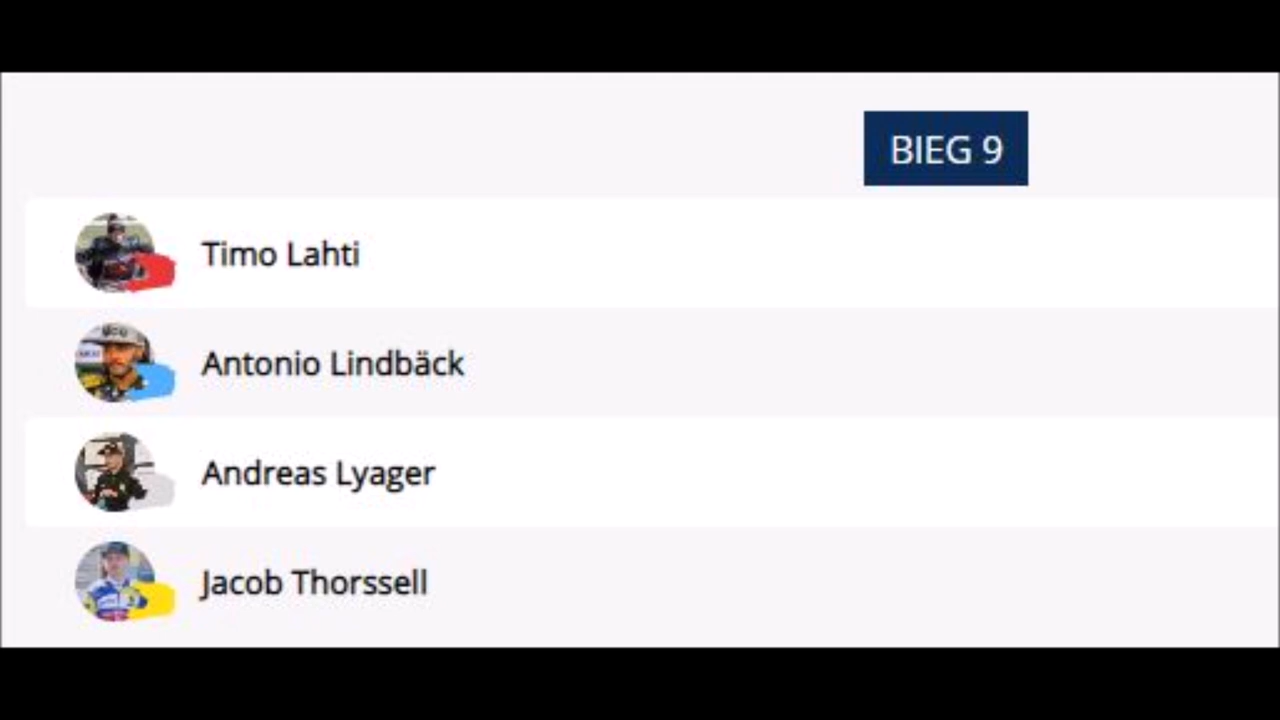 BIEG 9
Timo Lahti
Antonio Lindbäck
Andreas Lyager
Jacob Thorssell